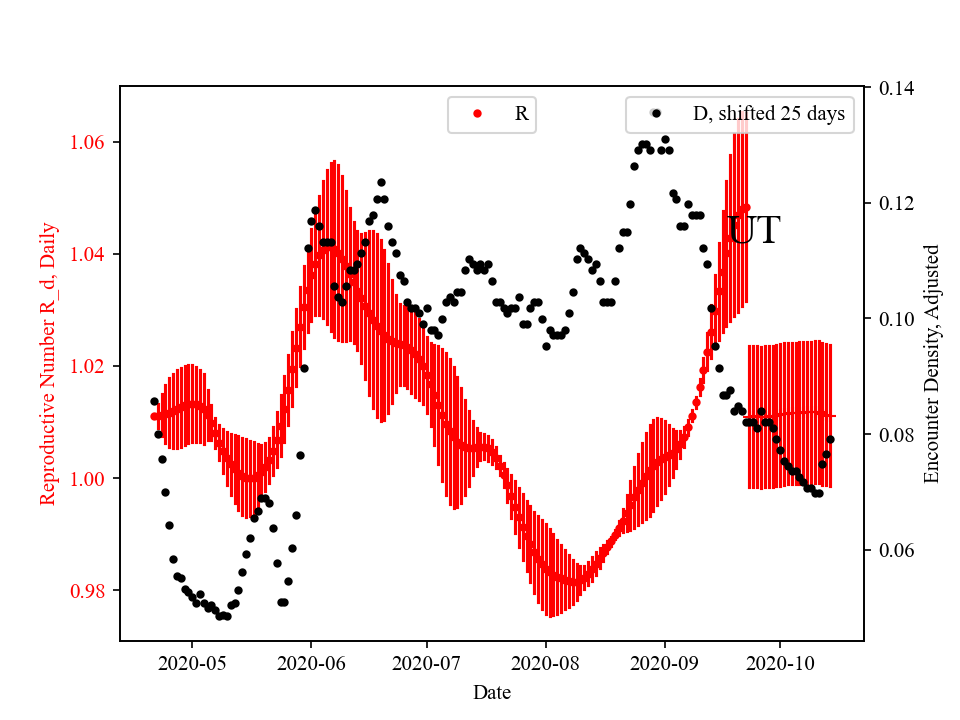 R
D, shifted 25 days
UT
Reproductive Number R_d, Daily
1.06
1.04
1.02
1.00
0.98
0.14
0.12
0.10
0.08
0.06
Encounter Density, Adjusted
2020-05 2020-06 2020-07 2020-08 2020-09 2020-10
Date